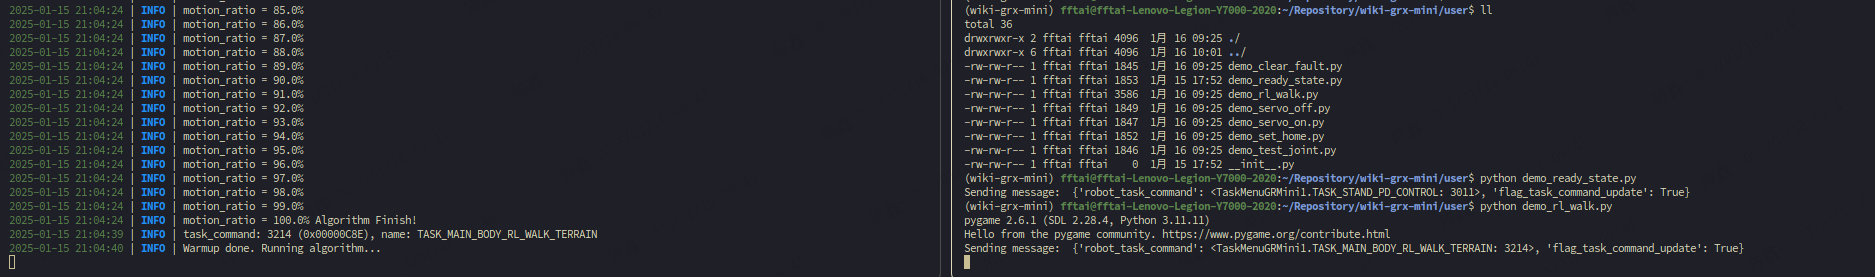 2025-01-15 21:04:24 | INFO | motion_ratio = 85.0%
2025-01-15 21:04:24 | INFO | motion_ratio = 86.0%
2025-01-15 21:04:24 | INFO | motion_ratio = 87.0%
2025-01-15 21:04:24 | INFO | motion_ratio = 88.0%
2025-01-15 21:04:24 | INFO | motion_ratio = 89.0%
2025-01-15 21:04:24 | INFO | motion_ratio = 90.0%
2025-01-15 21:04:24 | INFO | motion_ratio = 91.0%
2025-01-15 21:04:24 | INFO | motion_ratio = 92.0%
2025-01-15 21:04:24 | INFO | motion_ratio = 93.0%
2025-01-15 21:04:24 | INFO | motion_ratio = 94.0%
2025-01-15 21:04:24 | INFO | motion_ratio = 95.0%
2025-01-15 21:04:24 | INFO | motion_ratio = 96.0%
2025-01-15 21:04:24 | INFO | motion_ratio = 97.0%
2025-01-15 21:04:24 | INFO | motion_ratio = 98.0%
2025-01-15 21:04:24 | INFO | motion_ratio = 99.0%
2025-01-15 21:04:24 | INFO | motion_ratio = 100.0% Algorithm Finish!
2025-01-15 21:04:39 | INFO | task_command: 3214 (0x00000C8E), name: TASK_MAIN_BODY_RL_WALK_TERRAIN
2025-01-15 21:04:40 | INFO | Warmup done. Running algorithm...
(wiki-grx-mini) fftai@fftai-Lenovo-Legion-Y7000-2020:~/Repository/wiki-grx-mini/user$ ll
total 36
drwxrwxr-x 2 fftai fftai 4096 1月 16 09:25 ./
drwxrwxr-x 6 fftai fftai 4096 1月 16 10:01 ../
-rw-rw-r-- 1 fftai fftai 1845 1月 16 09:25 demo_clear_fault.py
-rw-rw-r-- 1 fftai fftai 1853 1月 15 17:52 demo_ready_state.py
-rw-rw-r-- 1 fftai fftai 3586 1月 16 09:25 demo_rl_walk.py
-rw-rw-r-- 1 fftai fftai 1849 1月 16 09:25 demo_servo_off.py
-rw-rw-r-- 1 fftai fftai 1847 1月 16 09:25 demo_servo_on.py
-rw-rw-r-- 1 fftai fftai 1852 1月 16 09:25 demo_set_home.py
-rw-rw-r-- 1 fftai fftai 1846 1月 16 09:25 demo_test_joint.py
-rw-rw-r-- 1 fftai fftai 0 1月 15 17:52 __init__.py
(wiki-grx-mini) fftai@fftai-Lenovo-Legion-Y7000-2020:~/Repository/wiki-grx-mini/user$ python demo_ready_state.py
Sending message: {'robot_task_command': <TaskMenuGRMini1.TASK_STAND_PD_CONTROL: 3011>, 'flag_task_command_update': True}
(wiki-grx-mini) fftai@fftai-Lenovo-Legion-Y7000-2020:~/Repository/wiki-grx-mini/user$ python demo_rl_walk.py
pygame 2.6.1 (SDL 2.28.4, Python 3.11.11)
Hello from the pygame community. https://www.pygame.org/contribute.html
Sending message: {'robot_task_command': <TaskMenuGRMini1.TASK_MAIN_BODY_RL_WALK_TERRAIN: 3214>, 'flag_task_command_update': True}